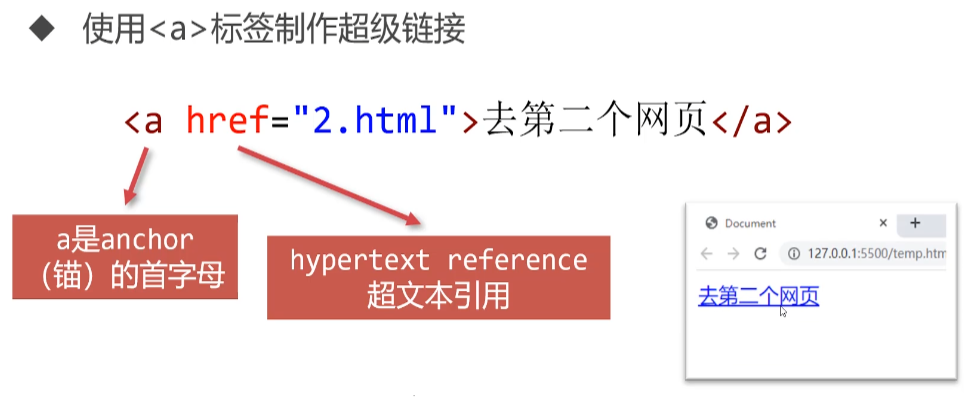 ◆ 使用<a>标签制作超级链接
<a href="2.html">去第二个网页</a>
a是anchor
（锚）的首字母
hypertext reference
超文本引用
Document × +
127.0.0.1:5500/temp.htm
去第二个网页